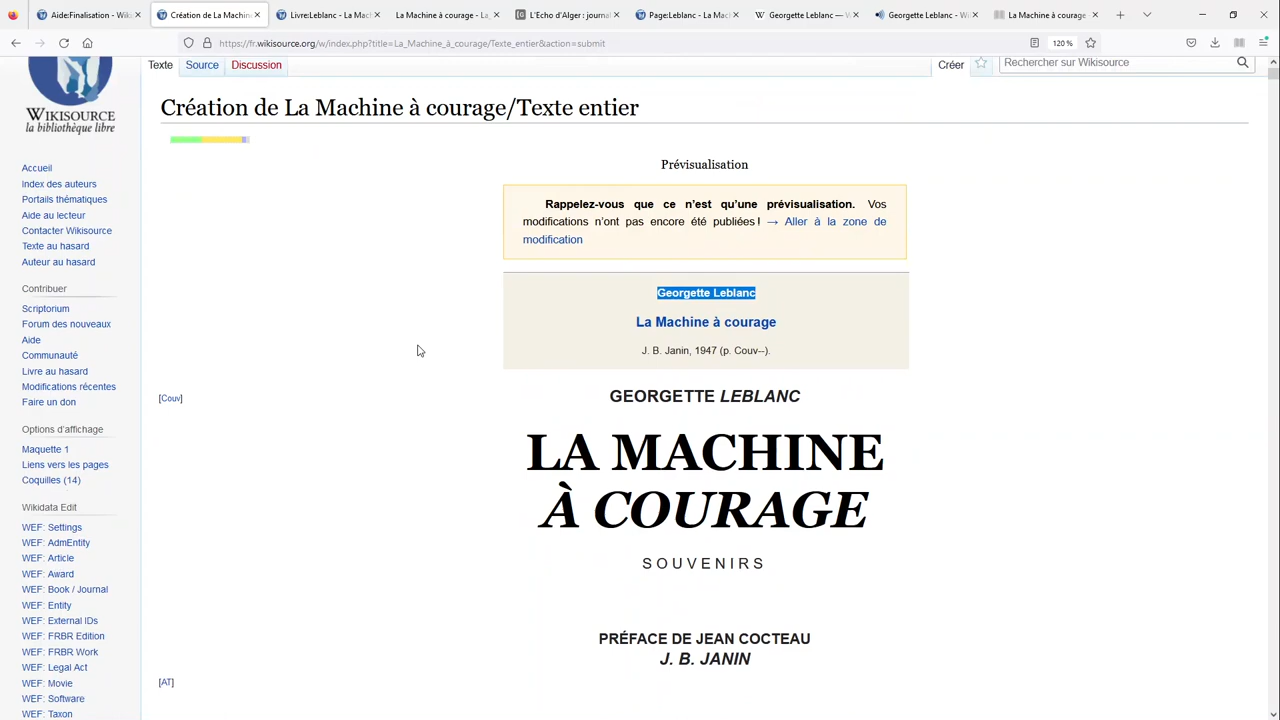 Aide:Finalisation - Wikis
Création de La Machin
Livre:Leblanc - La Mach
La Machine à courage - La
L'Echo d'Alger : journal
Page:Leblanc - La Mac
Georgette Leblanc — W
Georgette Leblanc - Wik
La Machine à courage
https://fr.wikisource.org/w/index.php?title=La_Machine_à_courage/Texte_entier&action=submit
120 %
Texte
Source
Discussion
Créer
Rechercher sur Wikisource
WIKISOURCE
la bibliothèque libre
Création de La Machine à courage/Texte entier
Prévisualisation
Rappelez-vous que ce n’est qu’une prévisualisation. Vos
modifications n’ont pas encore été publiées ! → Aller à la zone de
modification
Georgette Leblanc
La Machine à courage
J. B. Janin, 1947 (p. Couv--).
[Couv]
GEORGETTE LEBLANC
LA MACHINE
À COURAGE
SOUVENIRS
PRÉFACE DE JEAN COCTEAU
J. B. JANIN
[AT]
Accueil
Index des auteurs
Portails thématiques
Aide au lecteur
Contacter Wikisource
Texte au hasard
Auteur au hasard
Contribuer
Scriptorium
Forum des nouveaux
Aide
Communauté
Livre au hasard
Modifications récentes
Faire un don
Options d’affichage
Maquette 1
Liens vers les pages
Coquilles (14)
Wikidata Edit
WEF: Settings
WEF: AdmEntity
WEF: Article
WEF: Award
WEF: Book / Journal
WEF: Entity
WEF: External IDs
WEF: FRBR Edition
WEF: FRBR Work
WEF: Legal Act
WEF: Movie
WEF: Software
WEF: Taxon